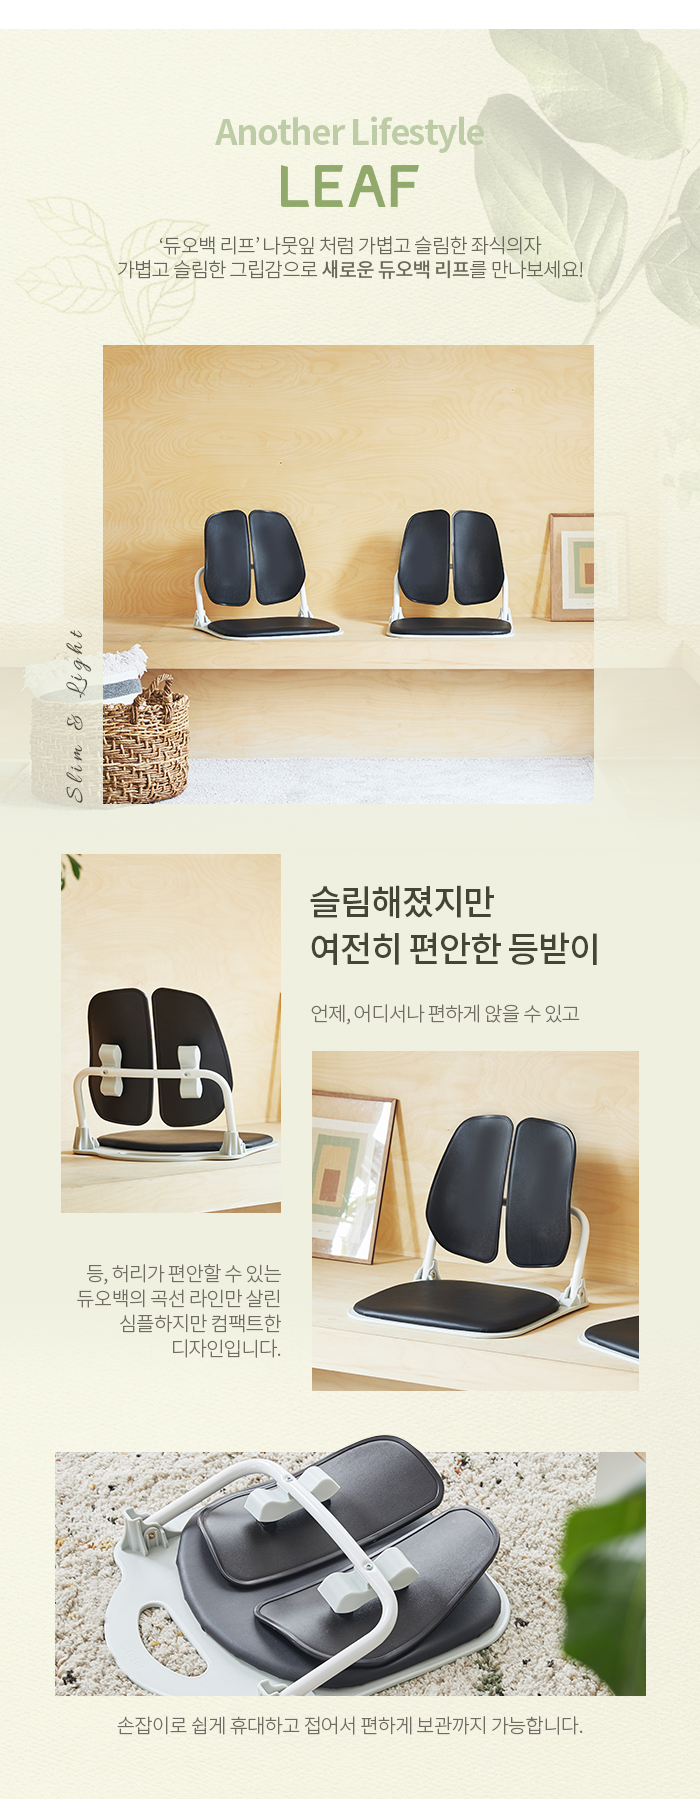 Another Lifestyle
LEAF
‘듀오백 리프’ 나뭇잎 처럼 가볍고 슬림한 좌식의자
가볍고 슬림한 그립감으로 새로운 듀오백 리프를 만나보세요!
Slim & Light
슬림해졌지만
여전히 편안한 등받이
언제, 어디서나 편하게 앉을 수 있고
등, 허리가 편안할 수 있는
듀오백의 곡선 라인만 살린
심플하지만 컴팩트한
디자인입니다.
손잡이로 쉽게 휴대하고 접어서 편하게 보관까지 가능합니다.